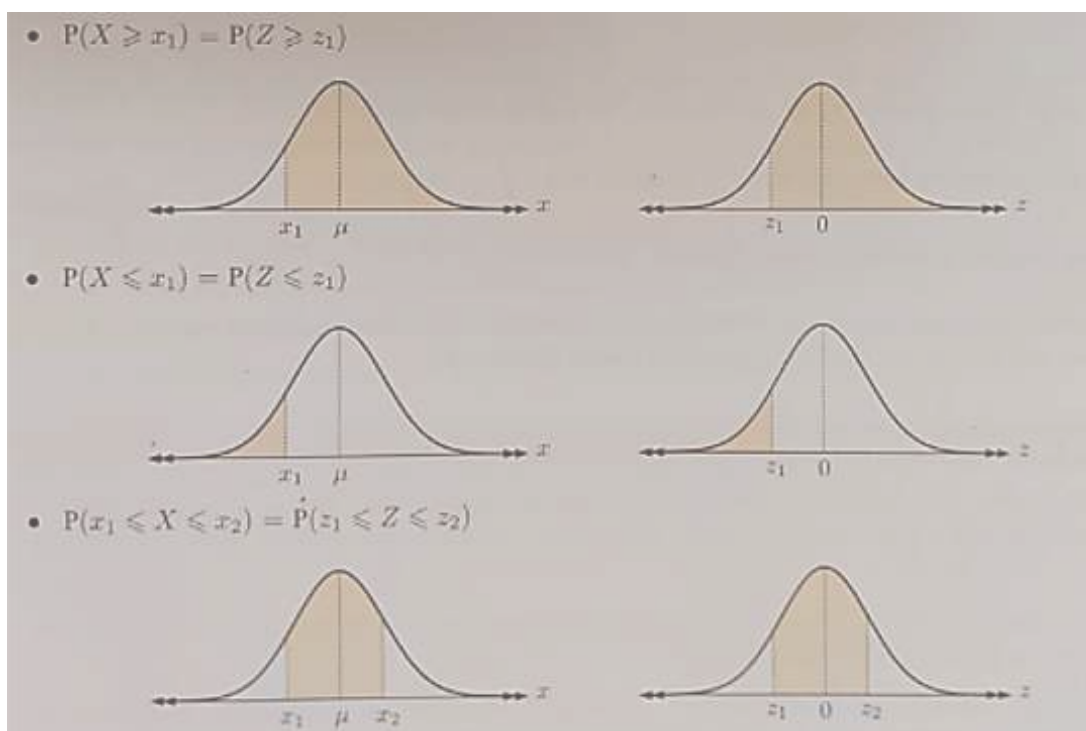 • P(X ⩾ x₁) = P(Z ⩾ z₁)
x z
x₁ μ z₁ 0
• P(X ⩽ x₁) = P(Z ⩽ z₁)
x z
x₁ μ z₁ 0
• P(x₁ ⩽ X ⩽ x₂) = P(z₁ ⩽ Z ⩽ z₂)
x z
x₁ μ x₂ z₁ 0 z₂